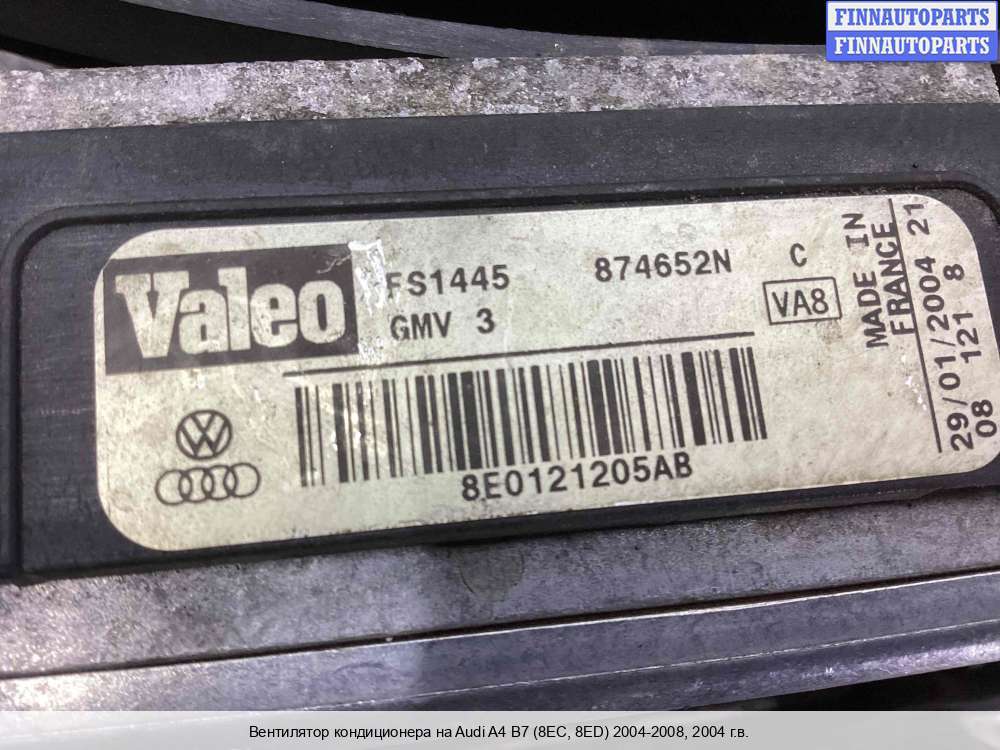 FINNAUTOPARTS
FINNAUTOPARTS
Valeo
FS1445 874652N C
GMV 3 VA8
MADE IN
FRANCE
29/01/2004 21
08 121 8
8E0121205AB
Вентилятор кондиционера на Audi A4 B7 (8EC, 8ED) 2004-2008, 2004 г.в.